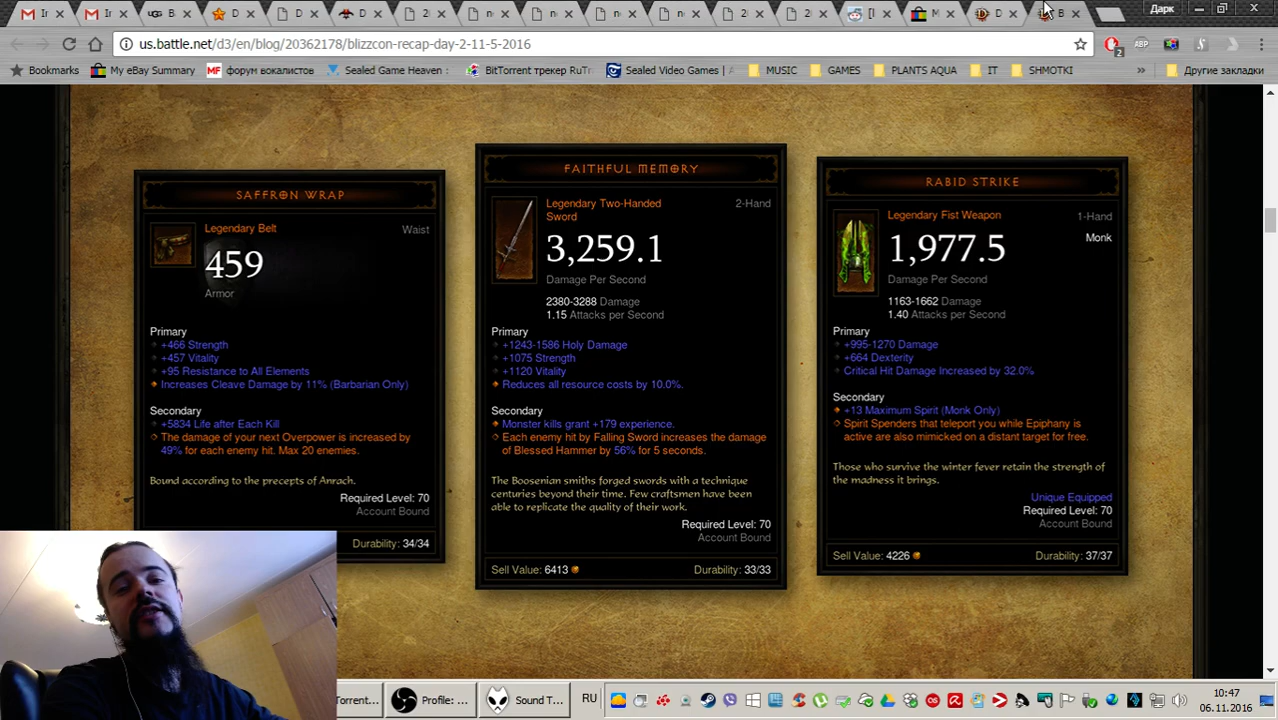 Дарк
us.battle.net/d3/en/blog/20362178/blizzcon-recap-day-2-11-5-2016
Bookmarks My eBay Summary форум вокалистов Sealed Game Heaven : BitTorrent трекер RuTr Sealed Video Games | MUSIC GAMES PLANTS AQUA IT SHMOTKI » Другие закладки
SAFFRON WRAP
Legendary Belt
Waist
459
Armor
Primary
+466 Strength
+457 Vitality
+95 Resistance to All Elements
Increases Cleave Damage by 11% (Barbarian Only)
Secondary
+5834 Life after Each Kill
The damage of your next Overpower is increased by
49% for each enemy hit. Max 20 enemies.
Bound according to the precepts of Anrach.
Required Level: 70
Account Bound
Durability: 34/34
FAITHFUL MEMORY
Legendary Two-Handed
Sword
2-Hand
3,259.1
Damage Per Second
2380-3288 Damage
1.15 Attacks per Second
Primary
+1243-1586 Holy Damage
+1075 Strength
+1120 Vitality
Reduces all resource costs by 10.0%.
Secondary
Monster kills grant +179 experience.
Each enemy hit by Falling Sword increases the damage
of Blessed Hammer by 56% for 5 seconds.
The Boosenian smiths forged swords with a technique
centuries beyond their time. Few craftsmen have been
able to replicate the quality of their work.
Required Level: 70
Account Bound
Sell Value: 6413
Durability: 33/33
RABID STRIKE
Legendary Fist Weapon
1-Hand
Monk
1,977.5
Damage Per Second
1163-1662 Damage
1.40 Attacks per Second
Primary
+995-1270 Damage
+664 Dexterity
Critical Hit Damage Increased by 32.0%
Secondary
+13 Maximum Spirit (Monk Only)
Spirit Spenders that teleport you while Epiphany is
active are also mimicked on a distant target for free.
Those who survive the winter fever retain the strength of
the madness it brings.
Unique Equipped
Required Level: 70
Account Bound
Sell Value: 4226
Durability: 37/37
Torrent... Profile: ... Sound T... RU
10:47
06.11.2016